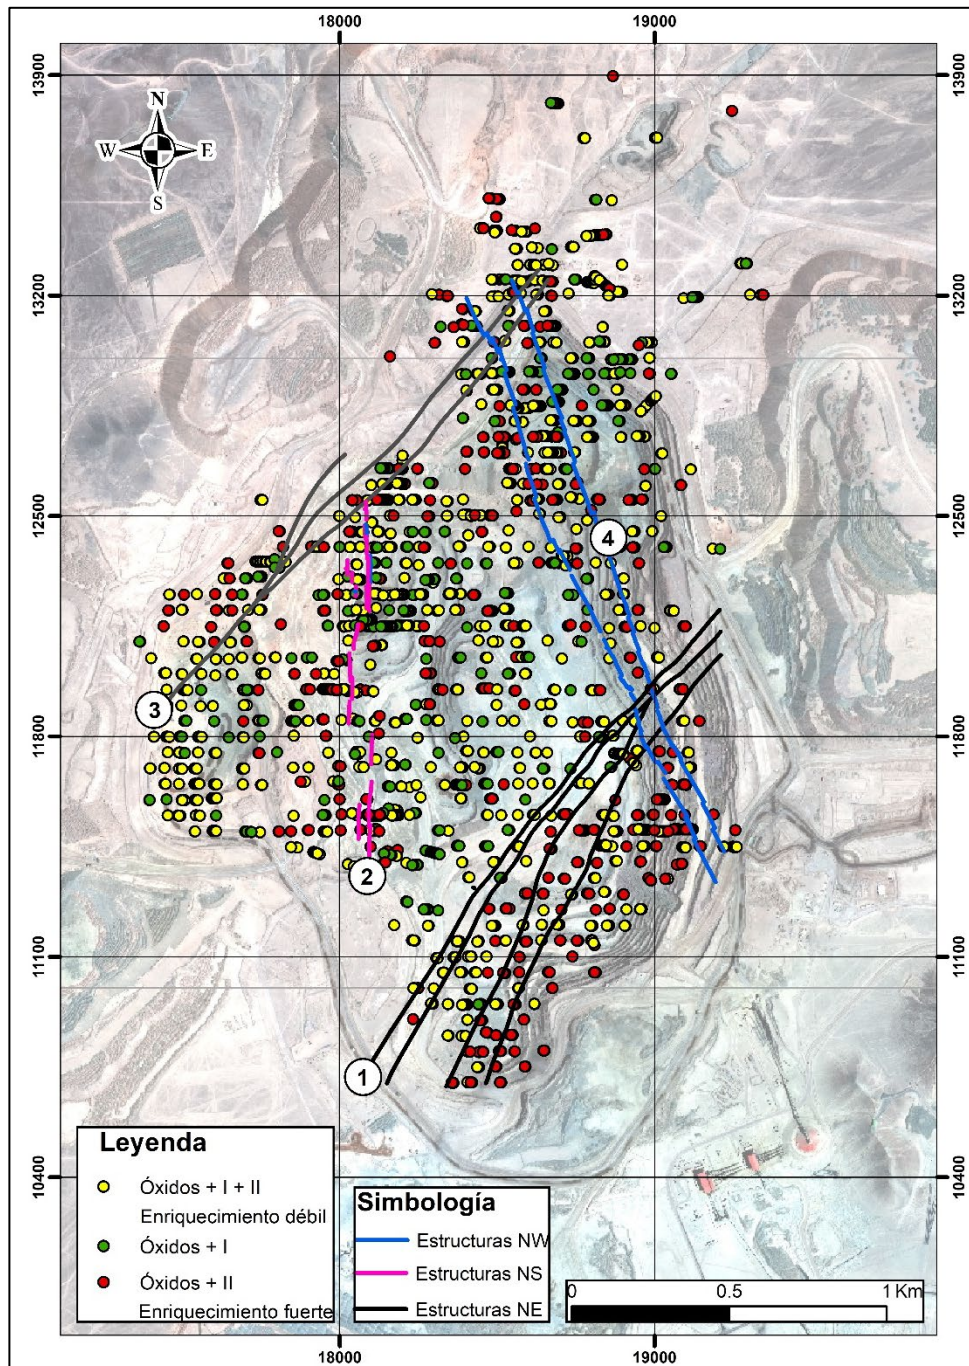 18000 19000
13900 13900
N
W E
S
13200 13200
12500 12500
4
3
11800 11800
2
11100 11100
1
10400 10400
Leyenda
Óxidos + I + II
Enriquecimiento débil
Óxidos + I
Óxidos + II
Enriquecimiento fuerte
Simbología
Estructuras NW
Estructuras NS
Estructuras NE
0 0.5 1 Km
18000 19000